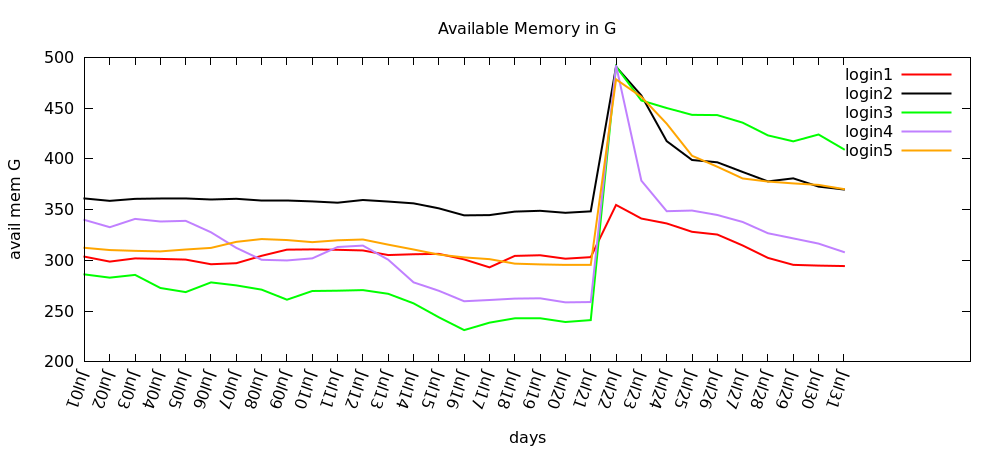 Available Memory in G
500
450
400
350
300
250
200
avail mem G
login1
login2
login3
login4
login5
Jul01
Jul02
Jul03
Jul04
Jul05
Jul06
Jul07
Jul08
Jul09
Jul10
Jul11
Jul12
Jul13
Jul14
Jul15
Jul16
Jul17
Jul18
Jul19
Jul20
Jul21
Jul22
Jul23
Jul24
Jul25
Jul26
Jul27
Jul28
Jul29
Jul30
Jul31
days